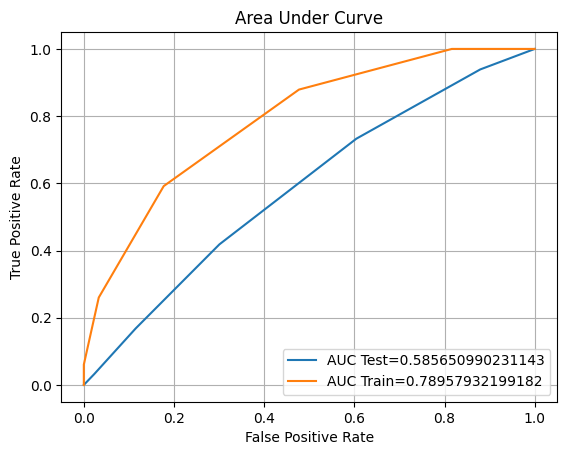 Area Under Curve
True Positive Rate
1.0
0.8
0.6
0.4
0.2
0.0
AUC Test=0.585650990231143
AUC Train=0.78957932199182
0.0 0.2 0.4 0.6 0.8 1.0
False Positive Rate